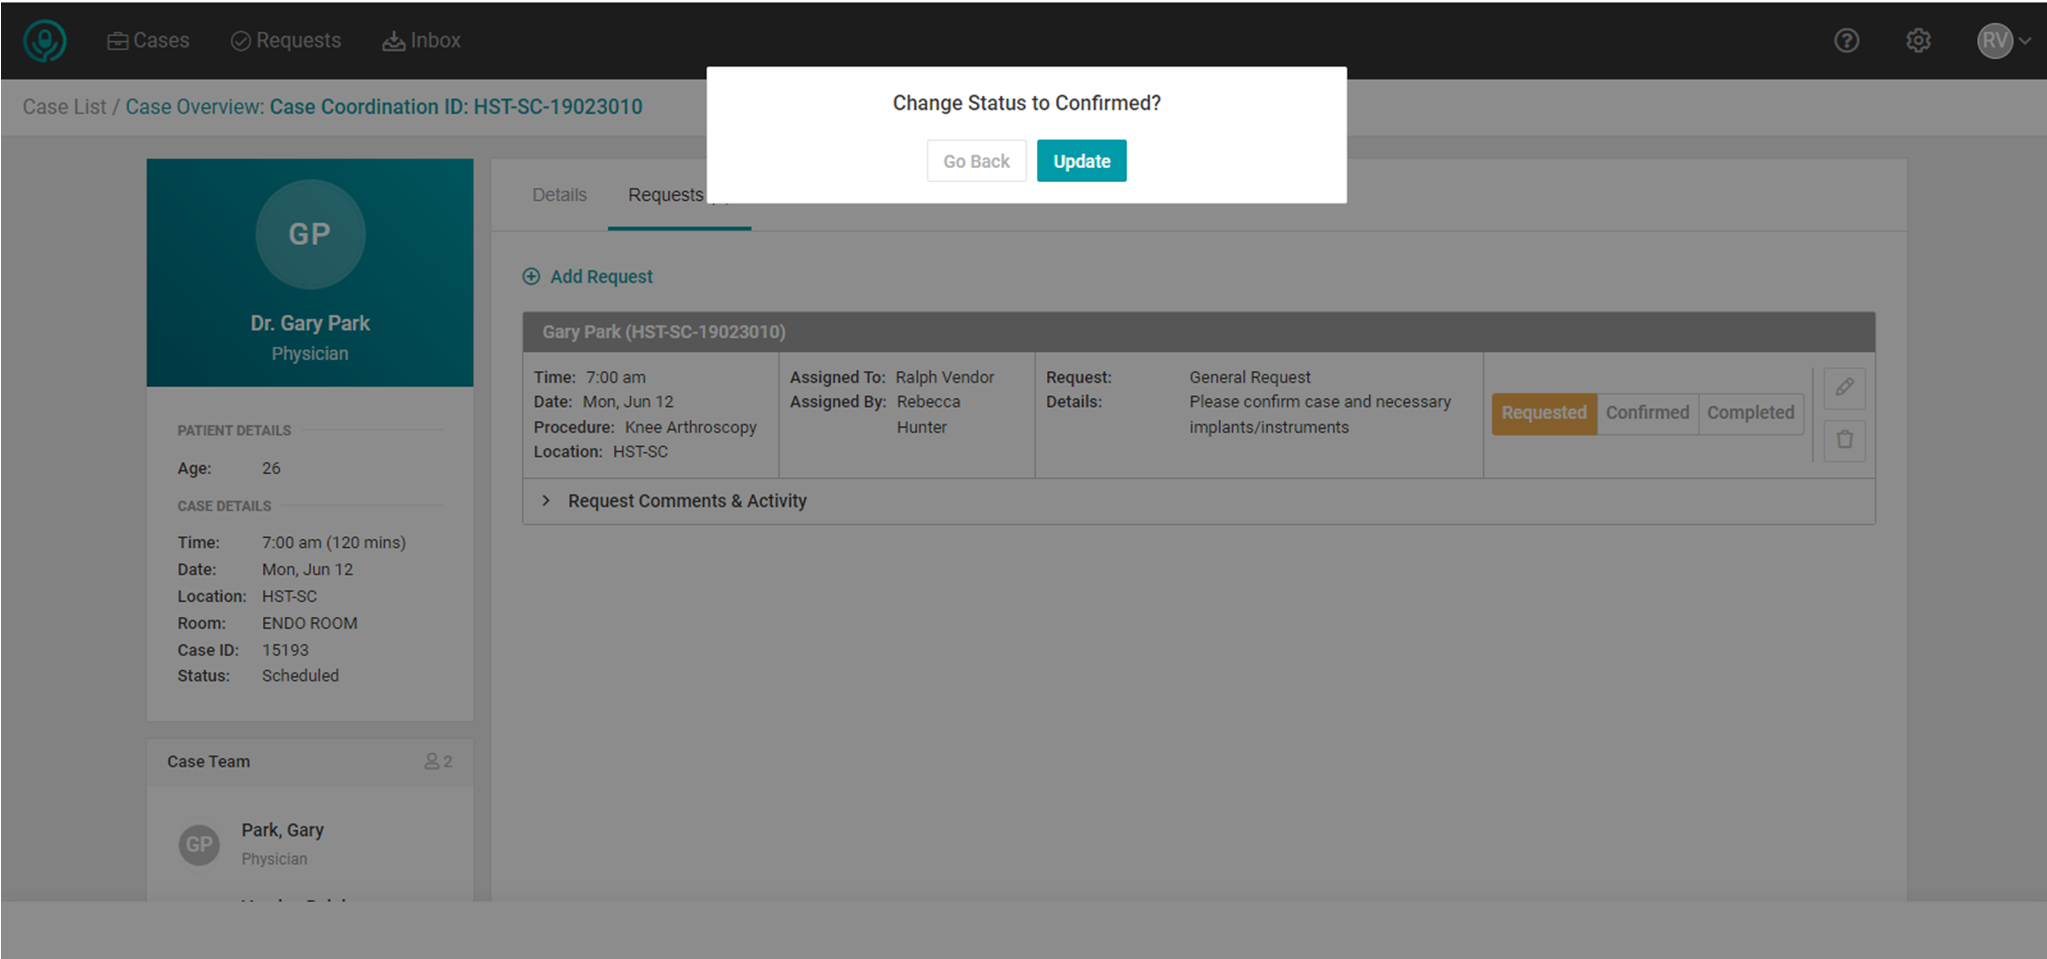 Cases
Requests
Inbox
RV
Case List / Case Overview: Case Coordination ID: HST-SC-19023010
Change Status to Confirmed?
Go Back
Update
GP
Dr. Gary Park
Physician
PATIENT DETAILS
Age: 26
CASE DETAILS
Time: 7:00 am (120 mins)
Date: Mon, Jun 12
Location: HST-SC
Room: ENDO ROOM
Case ID: 15193
Status: Scheduled
Case Team
2
GP
Park, Gary
Physician
Details
Requests
Add Request
Gary Park (HST-SC-19023010)
Time: 7:00 am
Date: Mon, Jun 12
Procedure: Knee Arthroscopy
Location: HST-SC
Assigned To: Ralph Vendor
Assigned By: Rebecca
Hunter
Request: General Request
Details: Please confirm case and necessary
implants/instruments
Requested
Confirmed
Completed
Request Comments & Activity